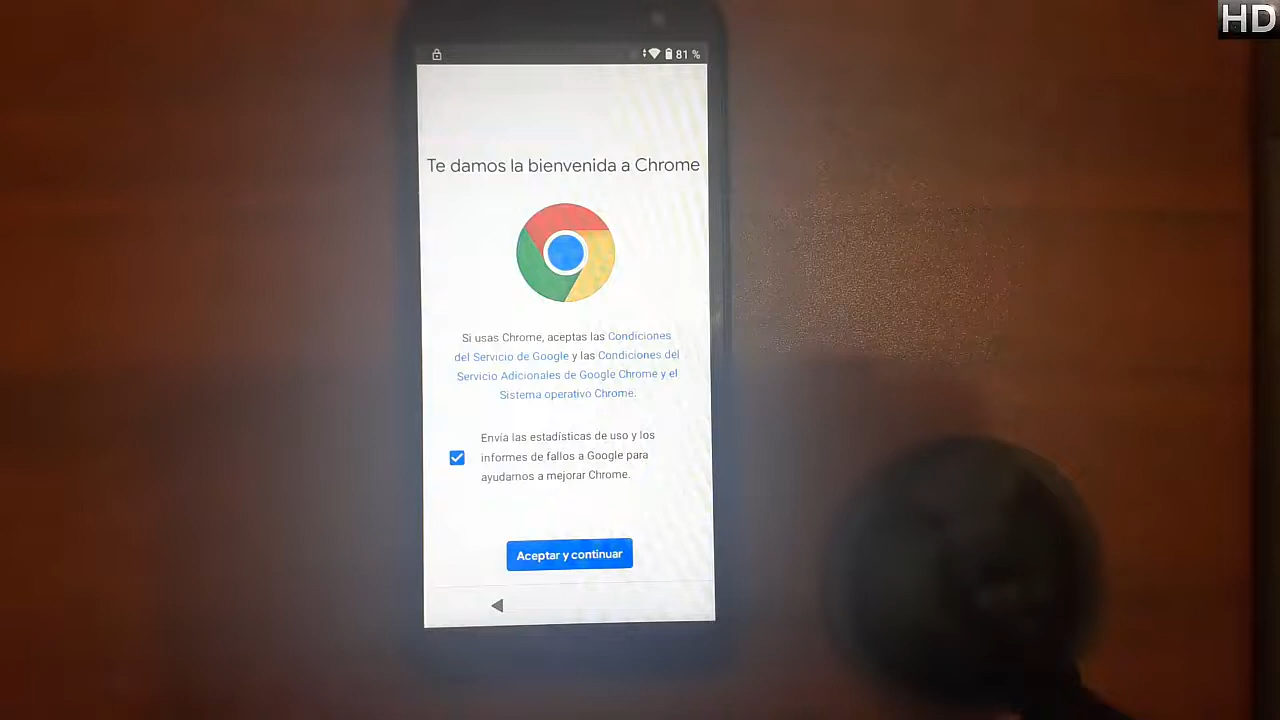 HD
81 %
Te damos la bienvenida a Chrome
Si usas Chrome, aceptas las Condiciones
del Servicio de Google y las Condiciones del
Servicio Adicionales de Google Chrome y el
Sistema operativo Chrome.
Envía las estadísticas de uso y los
informes de fallos a Google para
ayudarnos a mejorar Chrome.
Aceptar y continuar